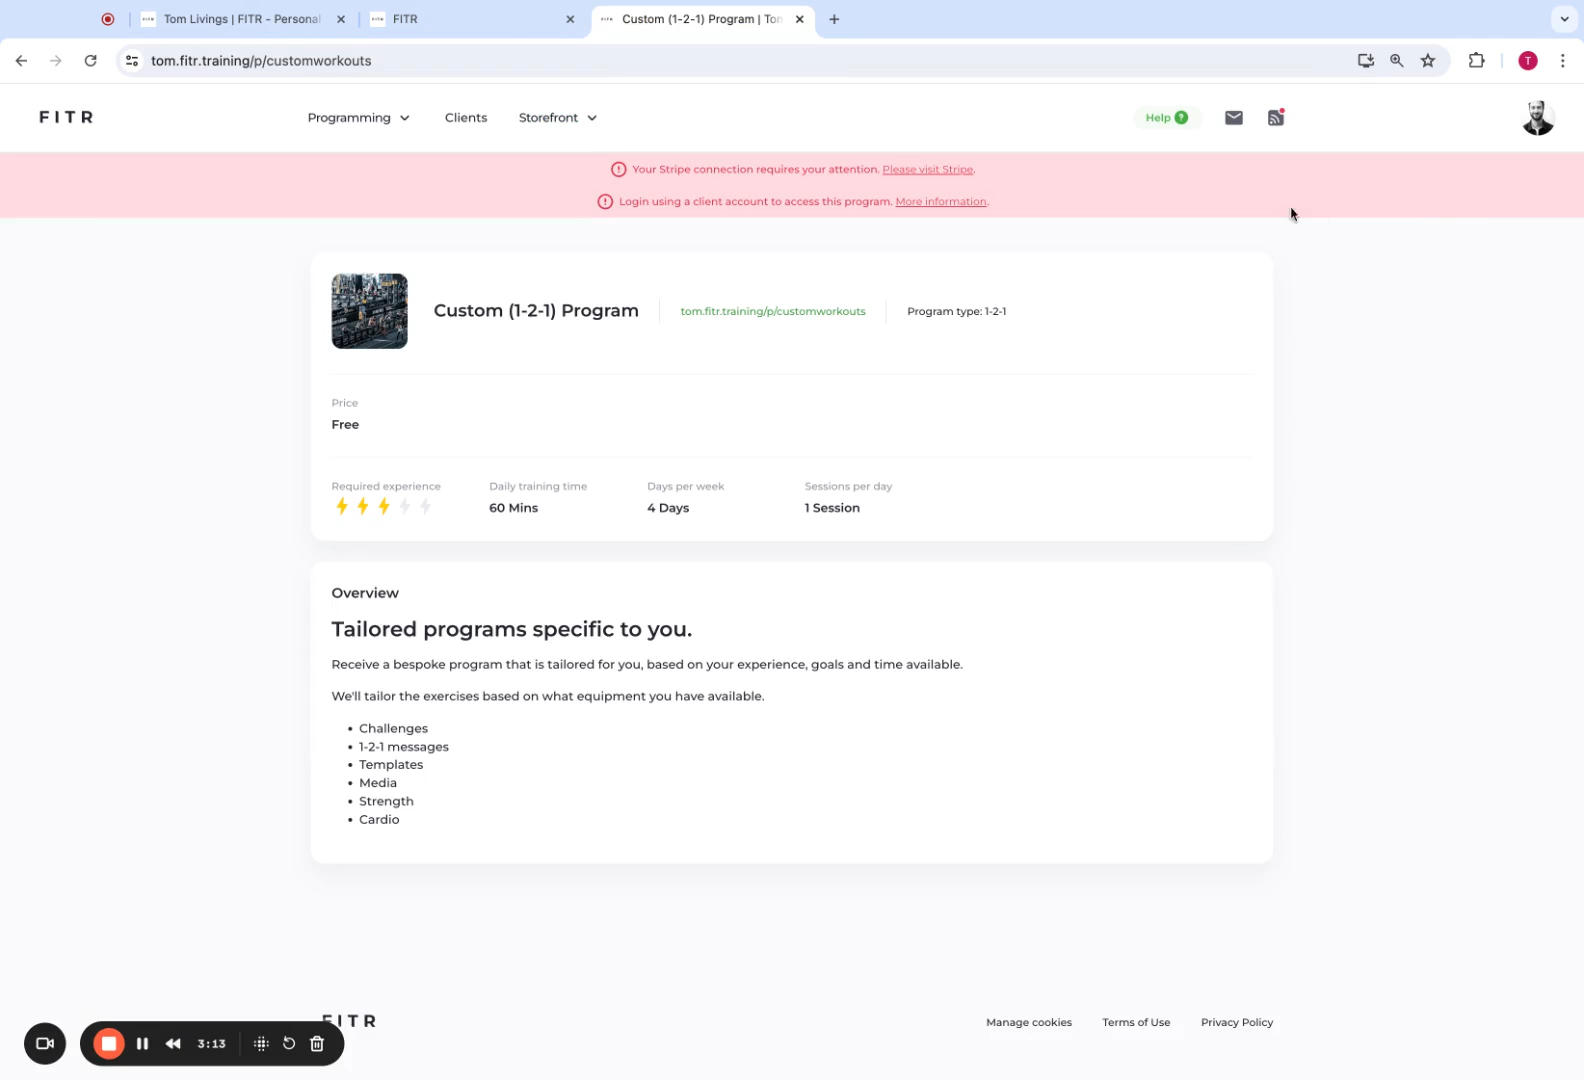 Tom Livings | FITR - Personal
FITR
Custom (1-2-1) Program | Ton
tom.fitr.training/p/customworkouts
T
FITR
Programming
Clients
Storefront
Help ?
Your Stripe connection requires your attention. Please visit Stripe.
Login using a client account to access this program. More information.
Custom (1-2-1) Program
tom.fitr.training/p/customworkouts
Program type: 1-2-1
Price
Free
Required experience
Daily training time
Days per week
Sessions per day
60 Mins
4 Days
1 Session
Overview
Tailored programs specific to you.
Receive a bespoke program that is tailored for you, based on your experience, goals and time available.
We'll tailor the exercises based on what equipment you have available.
• Challenges
• 1-2-1 messages
• Templates
• Media
• Strength
• Cardio
FITR
Manage cookies
Terms of Use
Privacy Policy
3:13